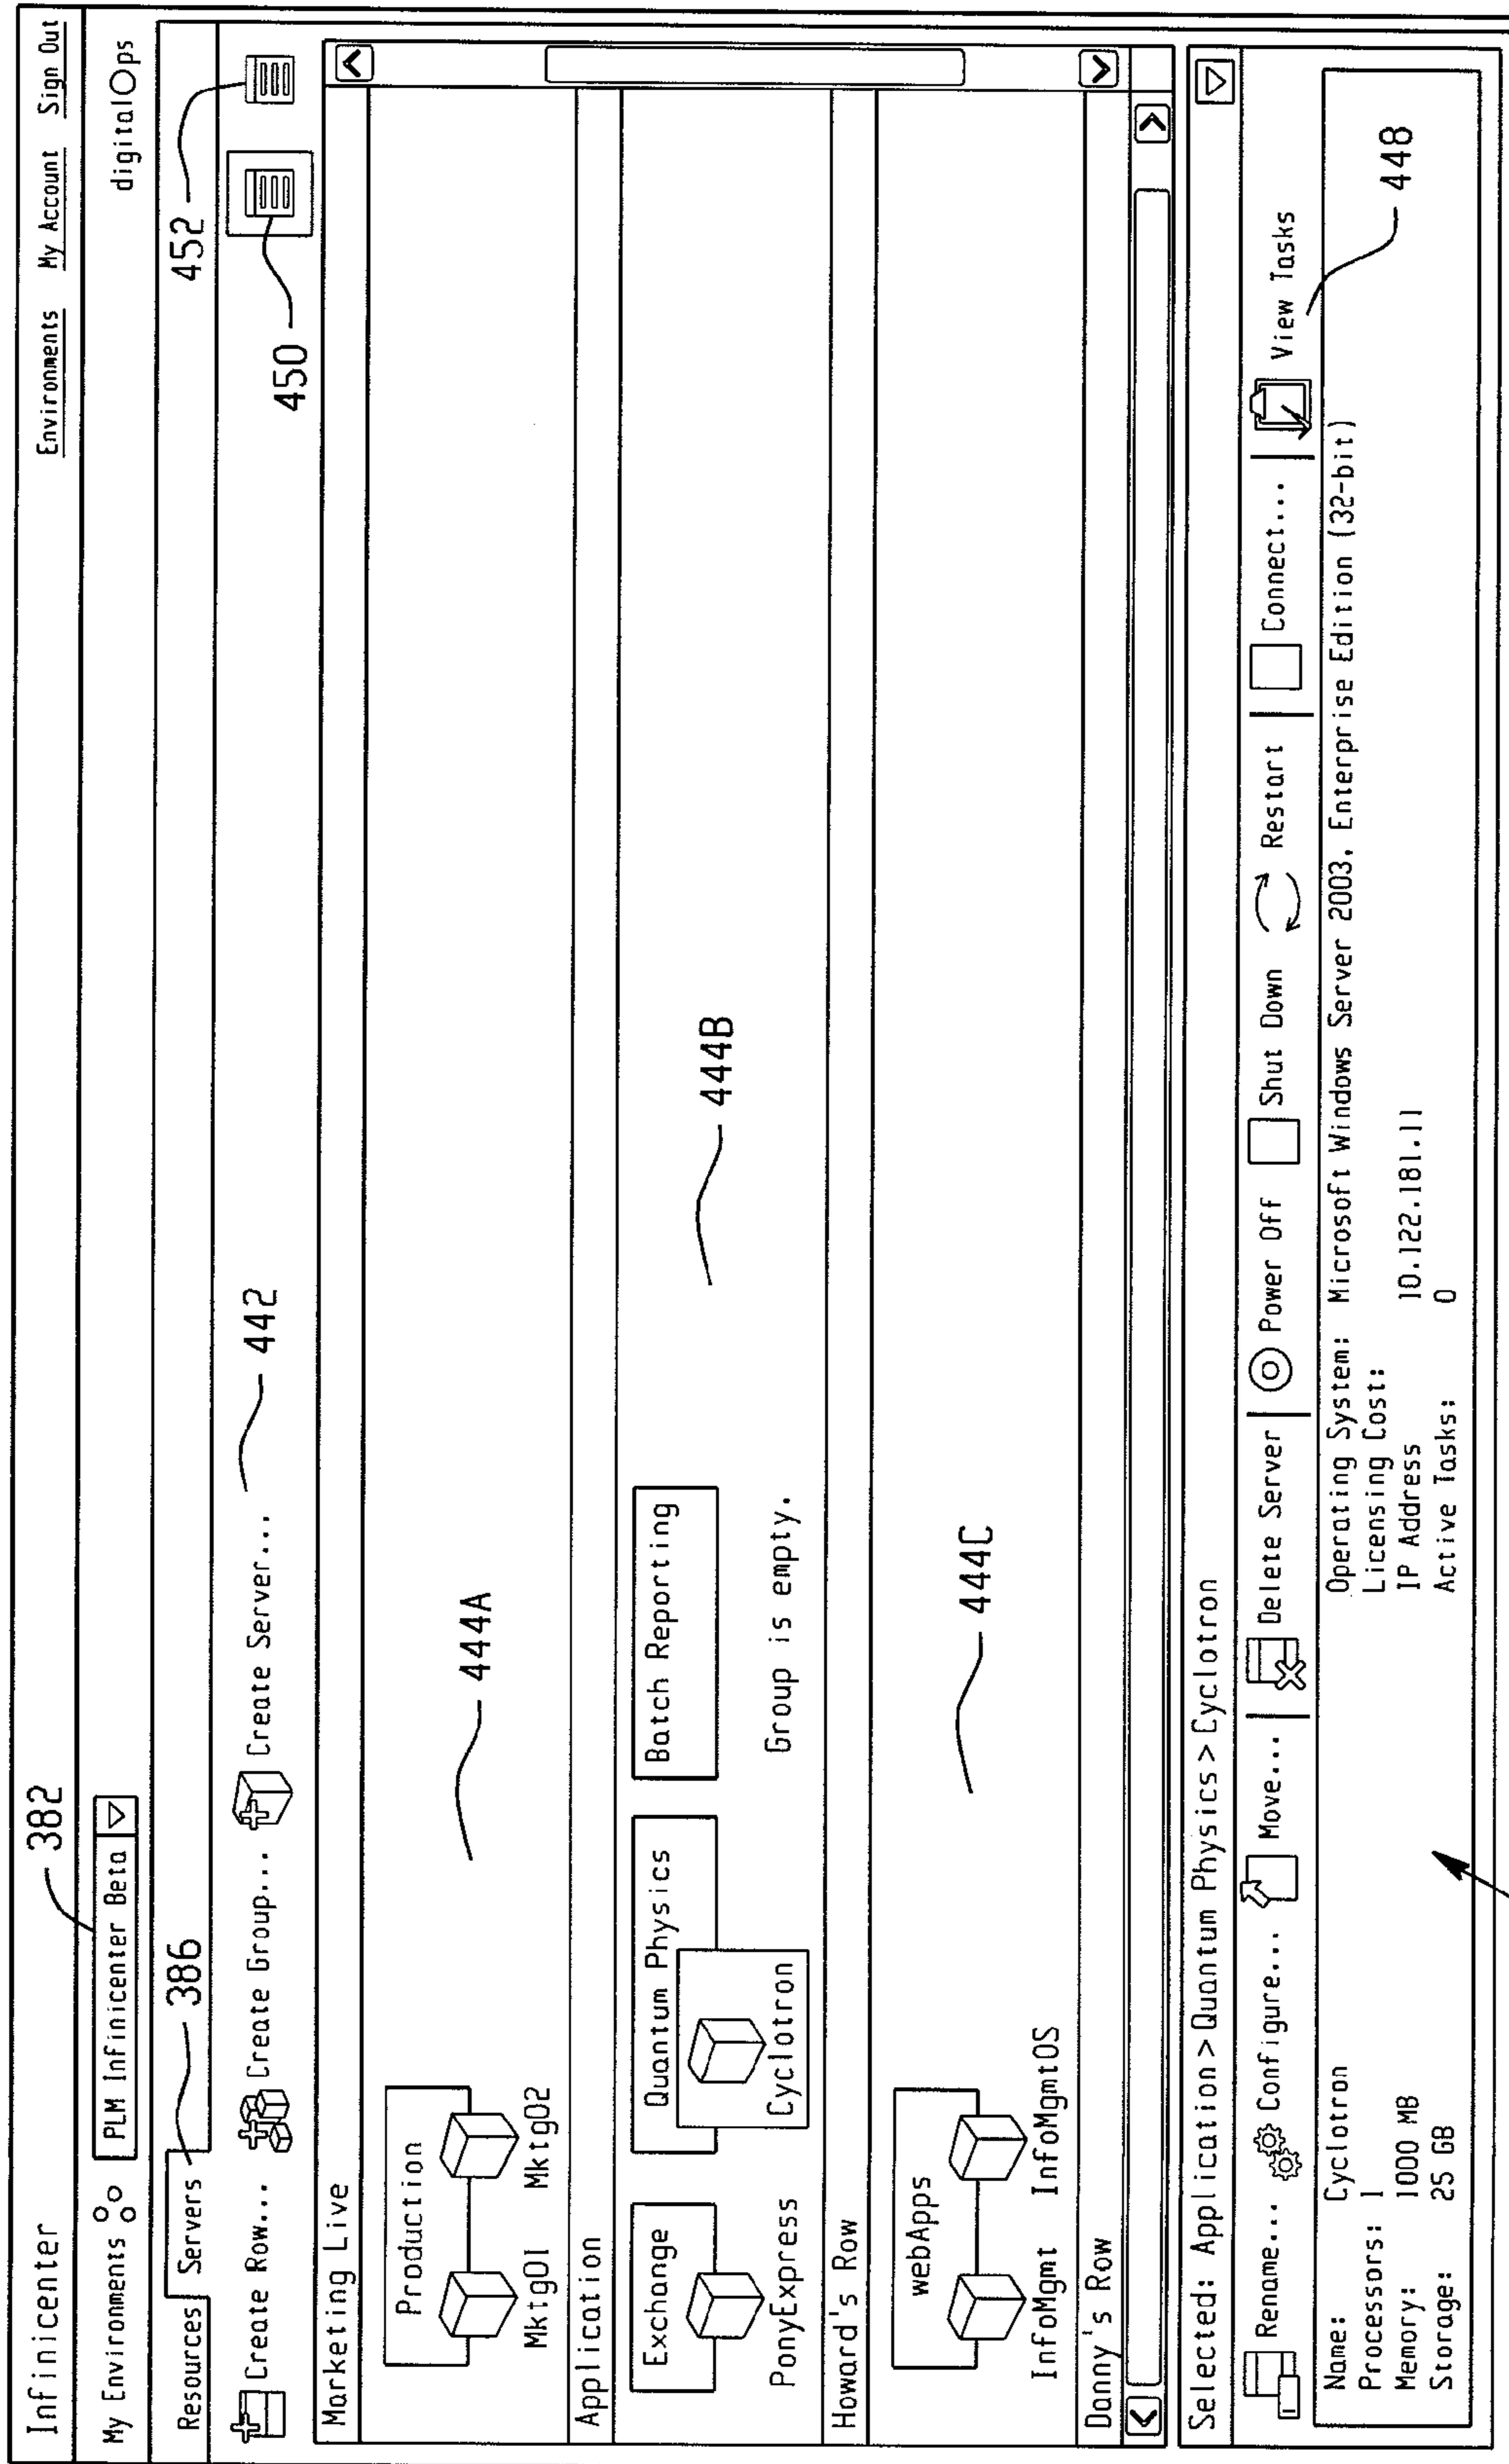 Infinicenter 382 Environments My Account Sign Out
My Environments PLM Infinicenter Beta digitalOps
Resources Servers 386 452
Create Row... Create Group... Create Server... 442 450
Marketing Live
Production 444A
Mktg01 Mktg02
Application
Exchange Quantum Physics Batch Reporting 444B
PonyExpress Cyclotron Group is empty.
Howard's Row
webApps 444C
InfoMgmt InfoMgmtOS
Danny's Row
Selected: Application>Quantum Physics>Cyclotron
Rename... Configure... Move... Delete Server Power Off Shut Down Restart Connect... View Tasks
Name: Cyclotron Operating System: Microsoft Windows Server 2003, Enterprise Edition (32-bit)
Processors: 1 Licensing Cost:
Memory: 1000 MB IP Address 10.122.181.11
Storage: 25 GB Active Tasks: 0
448